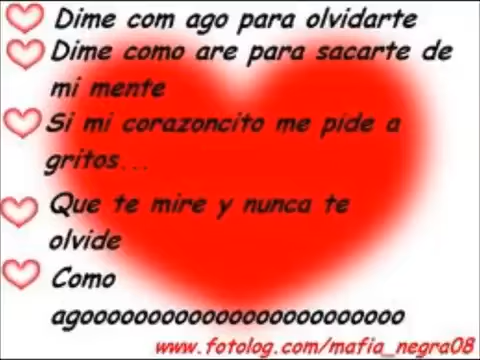 Dime com ago para olvidarte
Dime como are para sacarte de
mi mente
Si mi corazoncito me pide a
gritos...
Que te mire y nunca te
olvide
Como
agooooooooooooooooooooooooo
www.fotolog.com/mafia_negra08